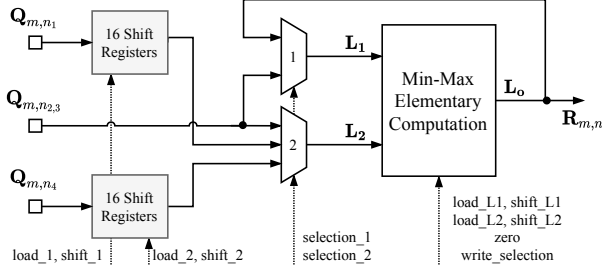 Q_{m,n_1}
16 Shift
Registers
1
L_1
Min-Max
Elementary
Computation
L_o
R_{m,n}
Q_{m,n_{2,3}}
2
L_2
Q_{m,n_4}
16 Shift
Registers
load_1, shift_1
load_2, shift_2
selection_1
selection_2
load_L1, shift_L1
load_L2, shift_L2
zero
write_selection